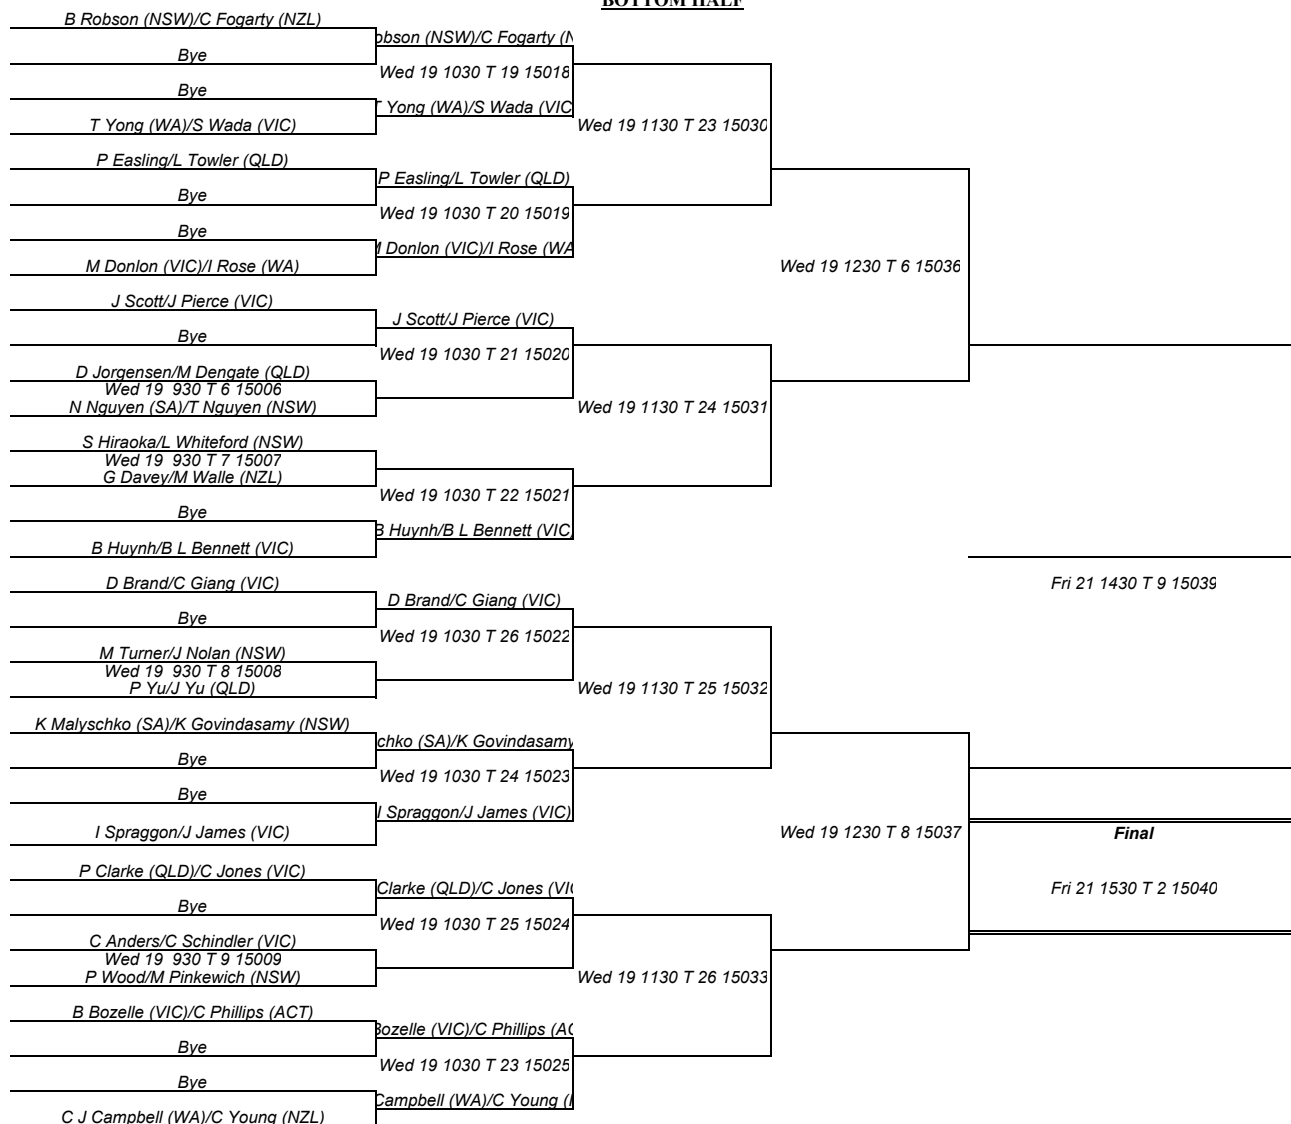 BOTTOM HALF
B Robson (NSW)/C Fogarty (NZL)
Bye
Bye
T Yong (WA)/S Wada (VIC)
P Easling/L Towler (QLD)
Bye
Bye
M Donlon (VIC)/I Rose (WA)
J Scott/J Pierce (VIC)
Bye
D Jorgensen/M Dengate (QLD)
Wed 19 930 T 6 15006
N Nguyen (SA)/T Nguyen (NSW)
S Hiraoka/L Whiteford (NSW)
Wed 19 930 T 7 15007
G Davey/M Walle (NZL)
Bye
B Huynh/B L Bennett (VIC)
D Brand/C Giang (VIC)
Bye
M Turner/J Nolan (NSW)
Wed 19 930 T 8 15008
P Yu/J Yu (QLD)
K Malyschko (SA)/K Govindasamy (NSW)
Bye
Bye
I Spraggon/J James (VIC)
P Clarke (QLD)/C Jones (VIC)
Bye
C Anders/C Schindler (VIC)
Wed 19 930 T 9 15009
P Wood/M Pinkewich (NSW)
B Bozelle (VIC)/C Phillips (ACT)
Bye
Bye
C J Campbell (WA)/C Young (NZL)
obson (NSW)/C Fogarty (N
Wed 19 1030 T 19 15018
T Yong (WA)/S Wada (VIC
P Easling/L Towler (QLD)
Wed 19 1030 T 20 15019
M Donlon (VIC)/I Rose (WA
J Scott/J Pierce (VIC)
Wed 19 1030 T 21 15020
Wed 19 1030 T 22 15021
B Huynh/B L Bennett (VIC)
D Brand/C Giang (VIC)
Wed 19 1030 T 26 15022
chko (SA)/K Govindasamy
Wed 19 1030 T 24 15023
I Spraggon/J James (VIC)
Clarke (QLD)/C Jones (VIC
Wed 19 1030 T 25 15024
Bozelle (VIC)/C Phillips (AC
Wed 19 1030 T 23 15025
Campbell (WA)/C Young (
Wed 19 1130 T 23 15030
Wed 19 1130 T 24 15031
Wed 19 1130 T 25 15032
Wed 19 1130 T 26 15033
Wed 19 1230 T 6 15036
Wed 19 1230 T 8 15037
Fri 21 1430 T 9 15039
Final
Fri 21 1530 T 2 15040